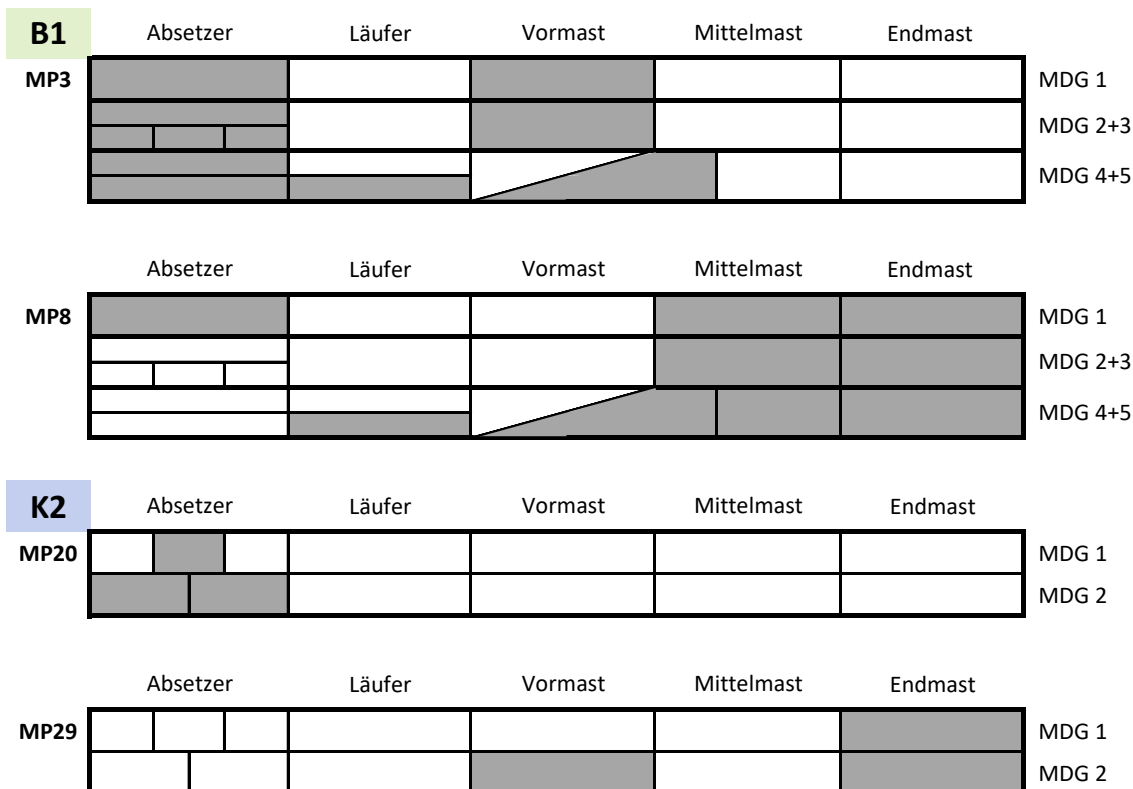 B1 Absetzer Läufer Vormast Mittelmast Endmast
MP3 MDG 1
MDG 2+3
MDG 4+5
Absetzer Läufer Vormast Mittelmast Endmast
MP8 MDG 1
MDG 2+3
MDG 4+5
K2 Absetzer Läufer Vormast Mittelmast Endmast
MP20 MDG 1
MDG 2
Absetzer Läufer Vormast Mittelmast Endmast
MP29 MDG 1
MDG 2